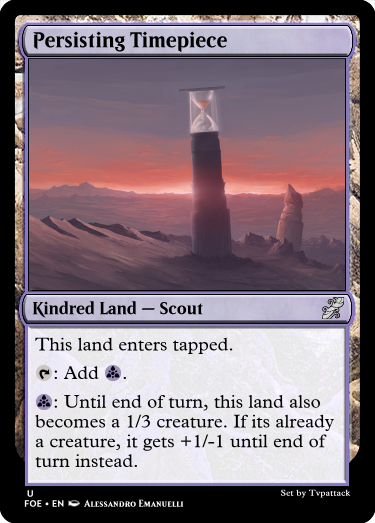 Persisting Timepiece
Kindred Land — Scout
This land enters tapped.
: Add .
: Until end of turn, this land also
becomes a 1/3 creature. If its already
a creature, it gets +1/-1 until end of
turn instead.
U
FOE • EN Alessandro Emanuelli
Set by Tvpattack